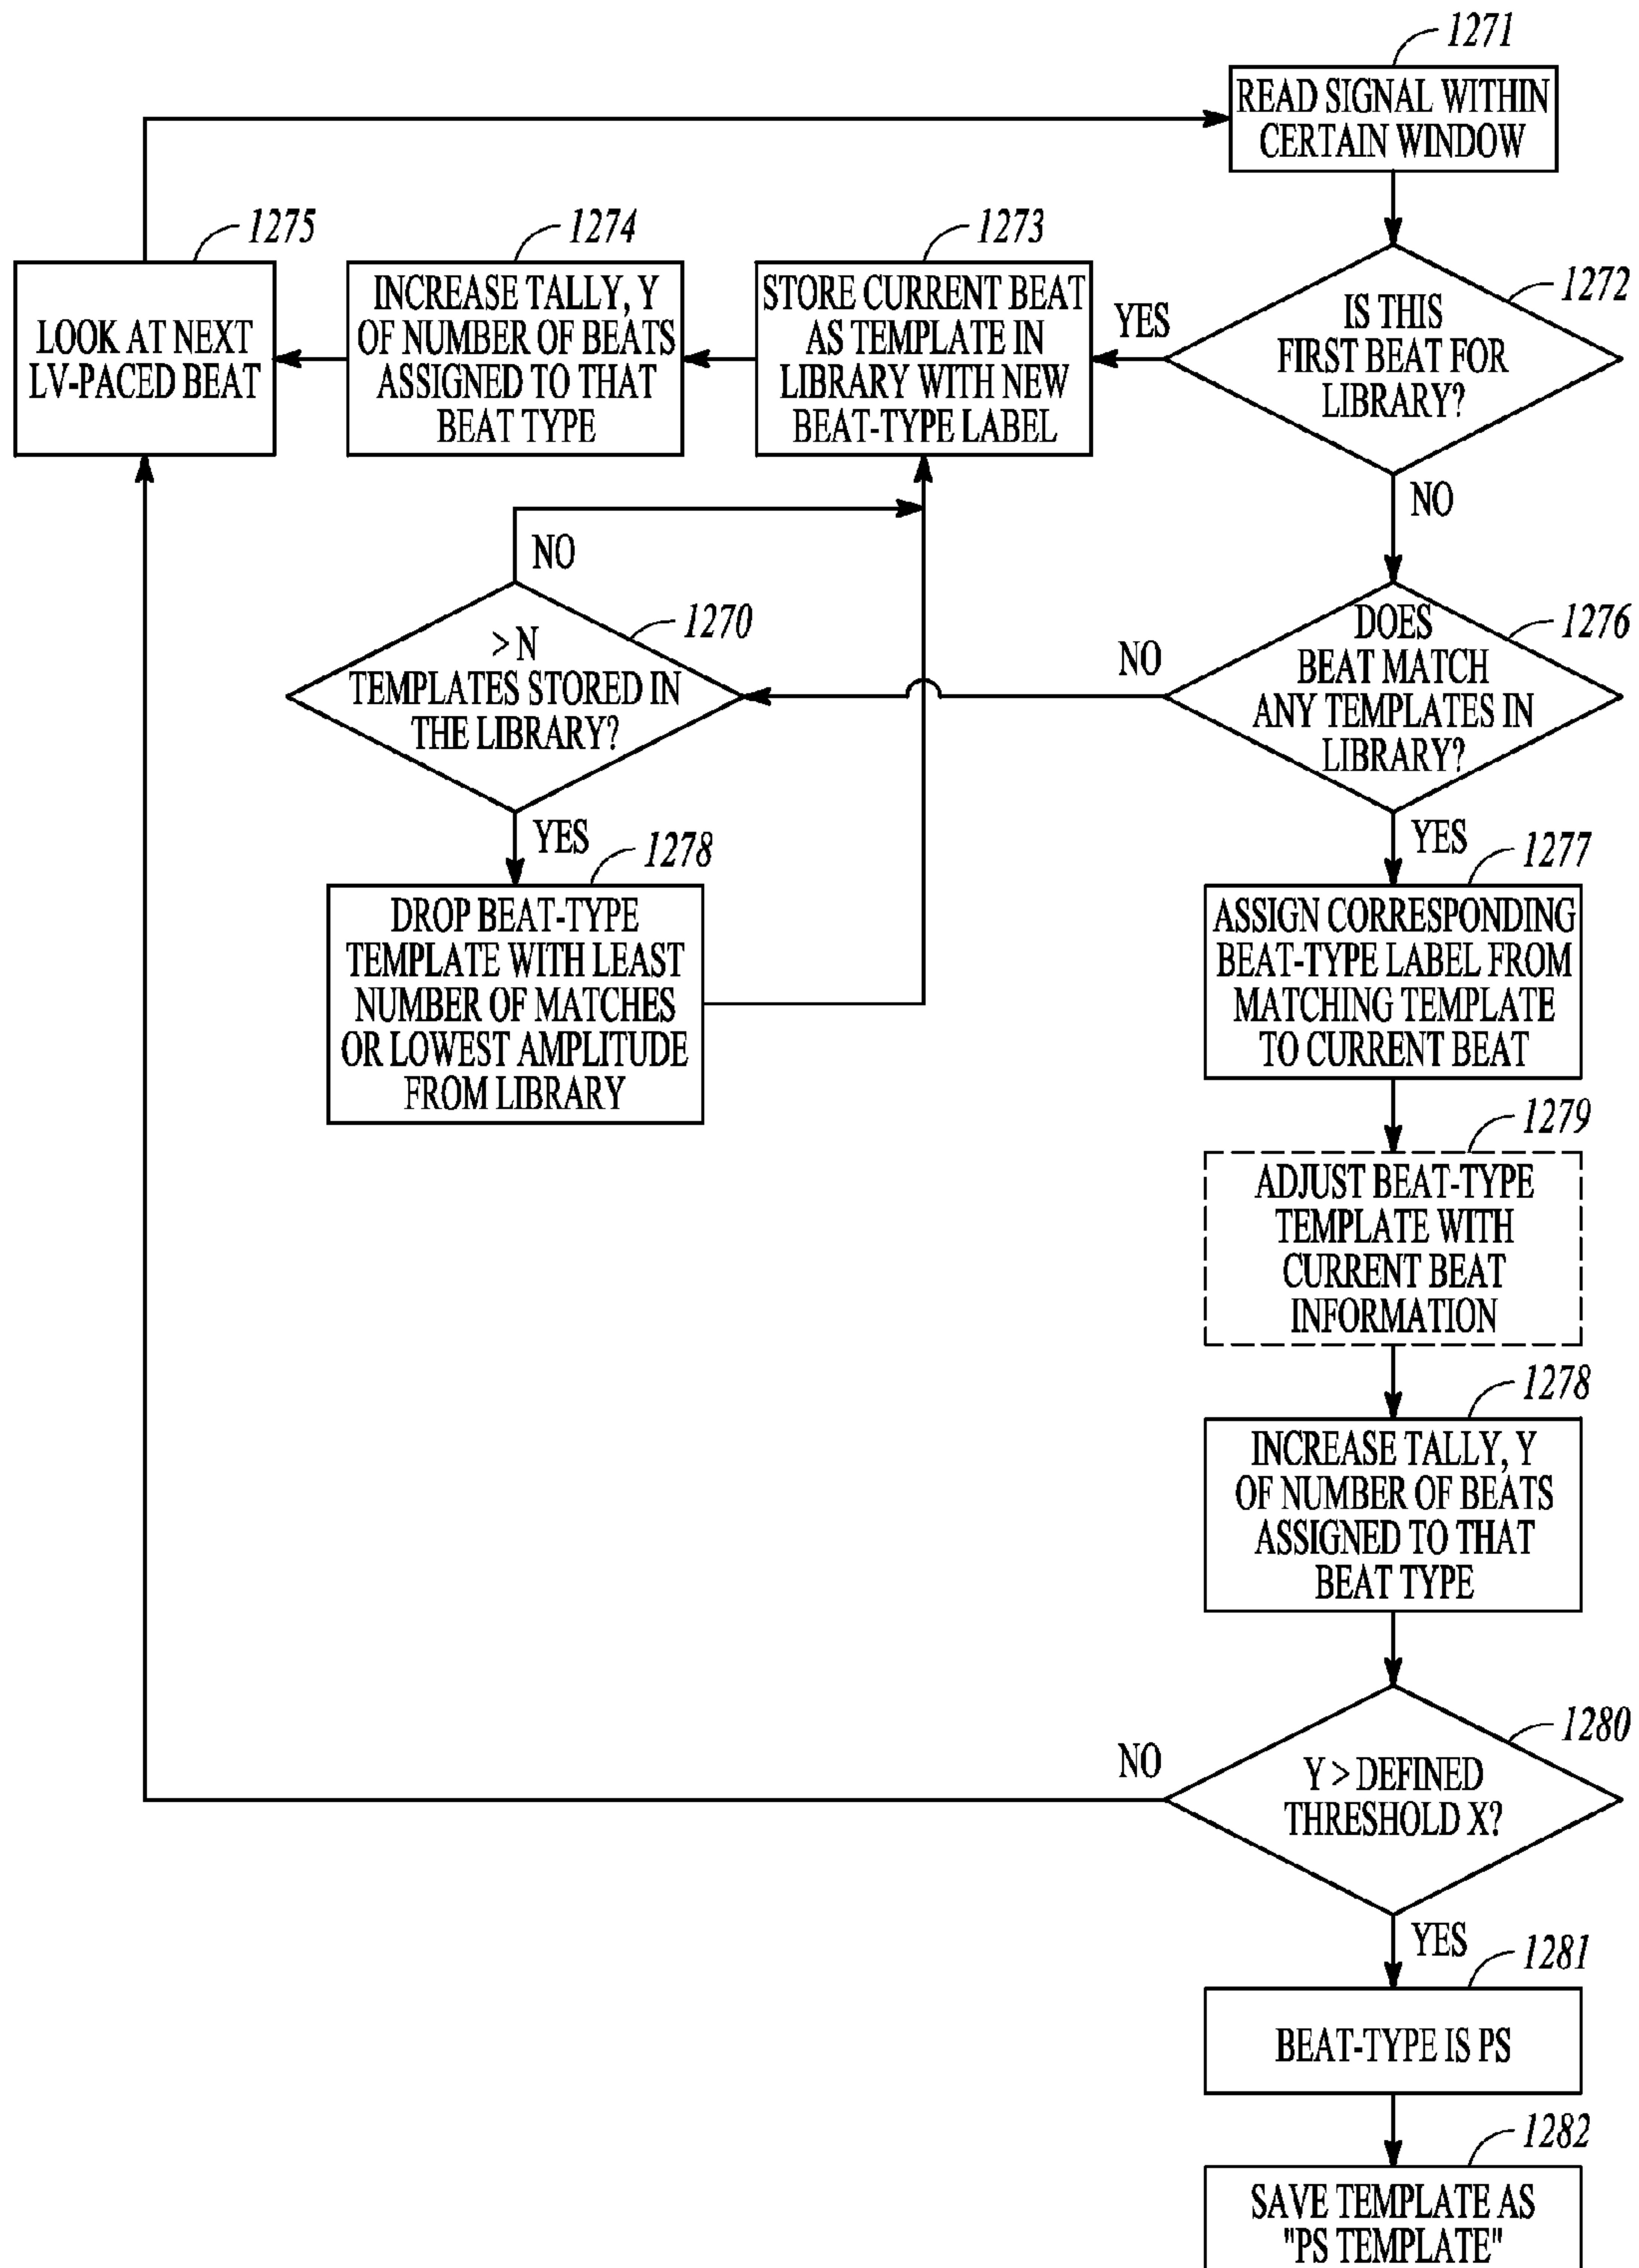 1271
READ SIGNAL WITHIN
CERTAIN WINDOW
1275
LOOK AT NEXT
LV-PACED BEAT
1274
INCREASE TALLY, Y
OF NUMBER OF BEATS
ASSIGNED TO THAT
BEAT TYPE
1273
STORE CURRENT BEAT
AS TEMPLATE IN
LIBRARY WITH NEW
BEAT-TYPE LABEL
YES
1272
IS THIS
FIRST BEAT FOR
LIBRARY?
NO
NO
1270
> N
TEMPLATES STORED IN
THE LIBRARY?
NO
1276
DOES
BEAT MATCH
ANY TEMPLATES IN
LIBRARY?
YES
1278
DROP BEAT-TYPE
TEMPLATE WITH LEAST
NUMBER OF MATCHES
OR LOWEST AMPLITUDE
FROM LIBRARY
YES
1277
ASSIGN CORRESPONDING
BEAT-TYPE LABEL FROM
MATCHING TEMPLATE
TO CURRENT BEAT
1279
ADJUST BEAT-TYPE
TEMPLATE WITH
CURRENT BEAT
INFORMATION
1278
INCREASE TALLY, Y
OF NUMBER OF BEATS
ASSIGNED TO THAT
BEAT TYPE
NO
1280
Y > DEFINED
THRESHOLD X?
YES
1281
BEAT-TYPE IS PS
1282
SAVE TEMPLATE AS
"PS TEMPLATE"